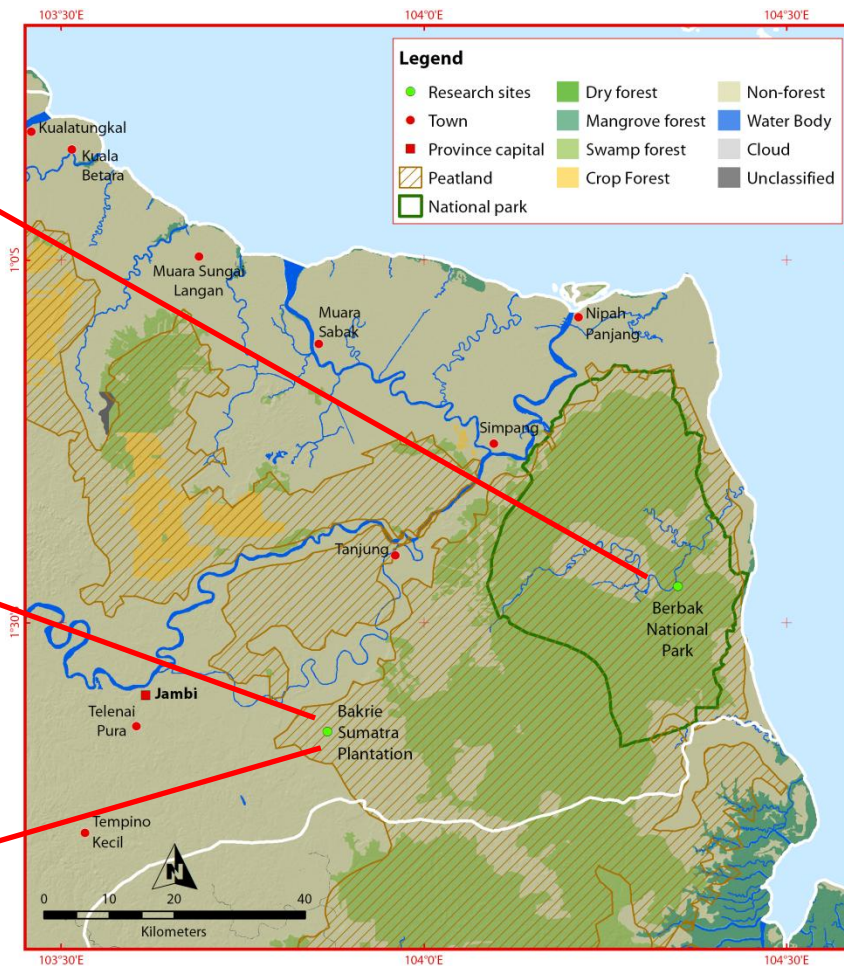 103°30'E
104°0'E
104°30'E
Legend
Research sites
Town
Province capital
Peatland
National park
Dry forest
Mangrove forest
Swamp forest
Crop Forest
Non-forest
Water Body
Cloud
Unclassified
Kualatungkal
Kuala
Betara
1°0'S
Muara Sungai
Langan
Muara
Sabak
Nipah
Panjang
Simpang
Tanjung
Berbak
National
Park
1°30'S
Jambi
Telenai
Pura
Bakrie
Sumatra
Plantation
Tempino
Kecil
N
0 10 20 40
Kilometers
103°30'E
104°0'E
104°30'E